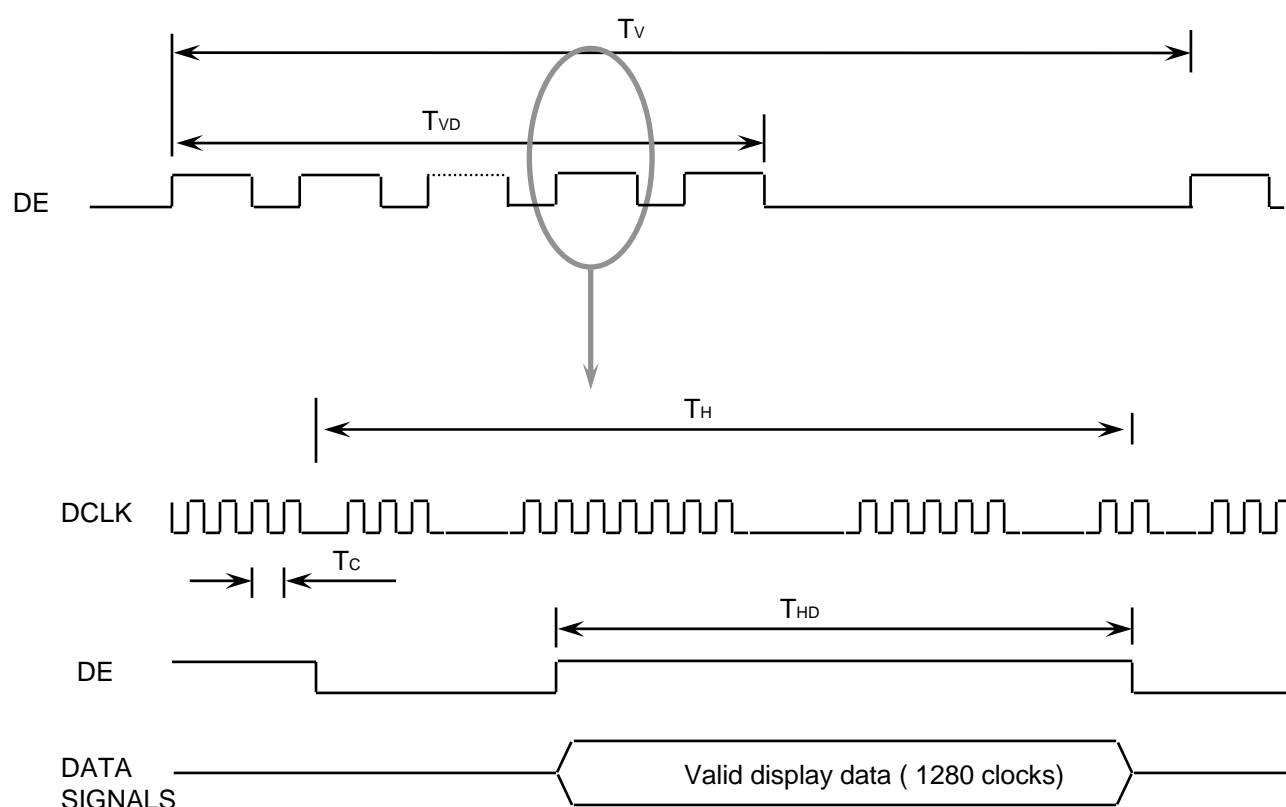 TV
TVD
DE
TH
DCLK
TC
THD
DE
DATA
SIGNALS
Valid display data ( 1280 clocks)